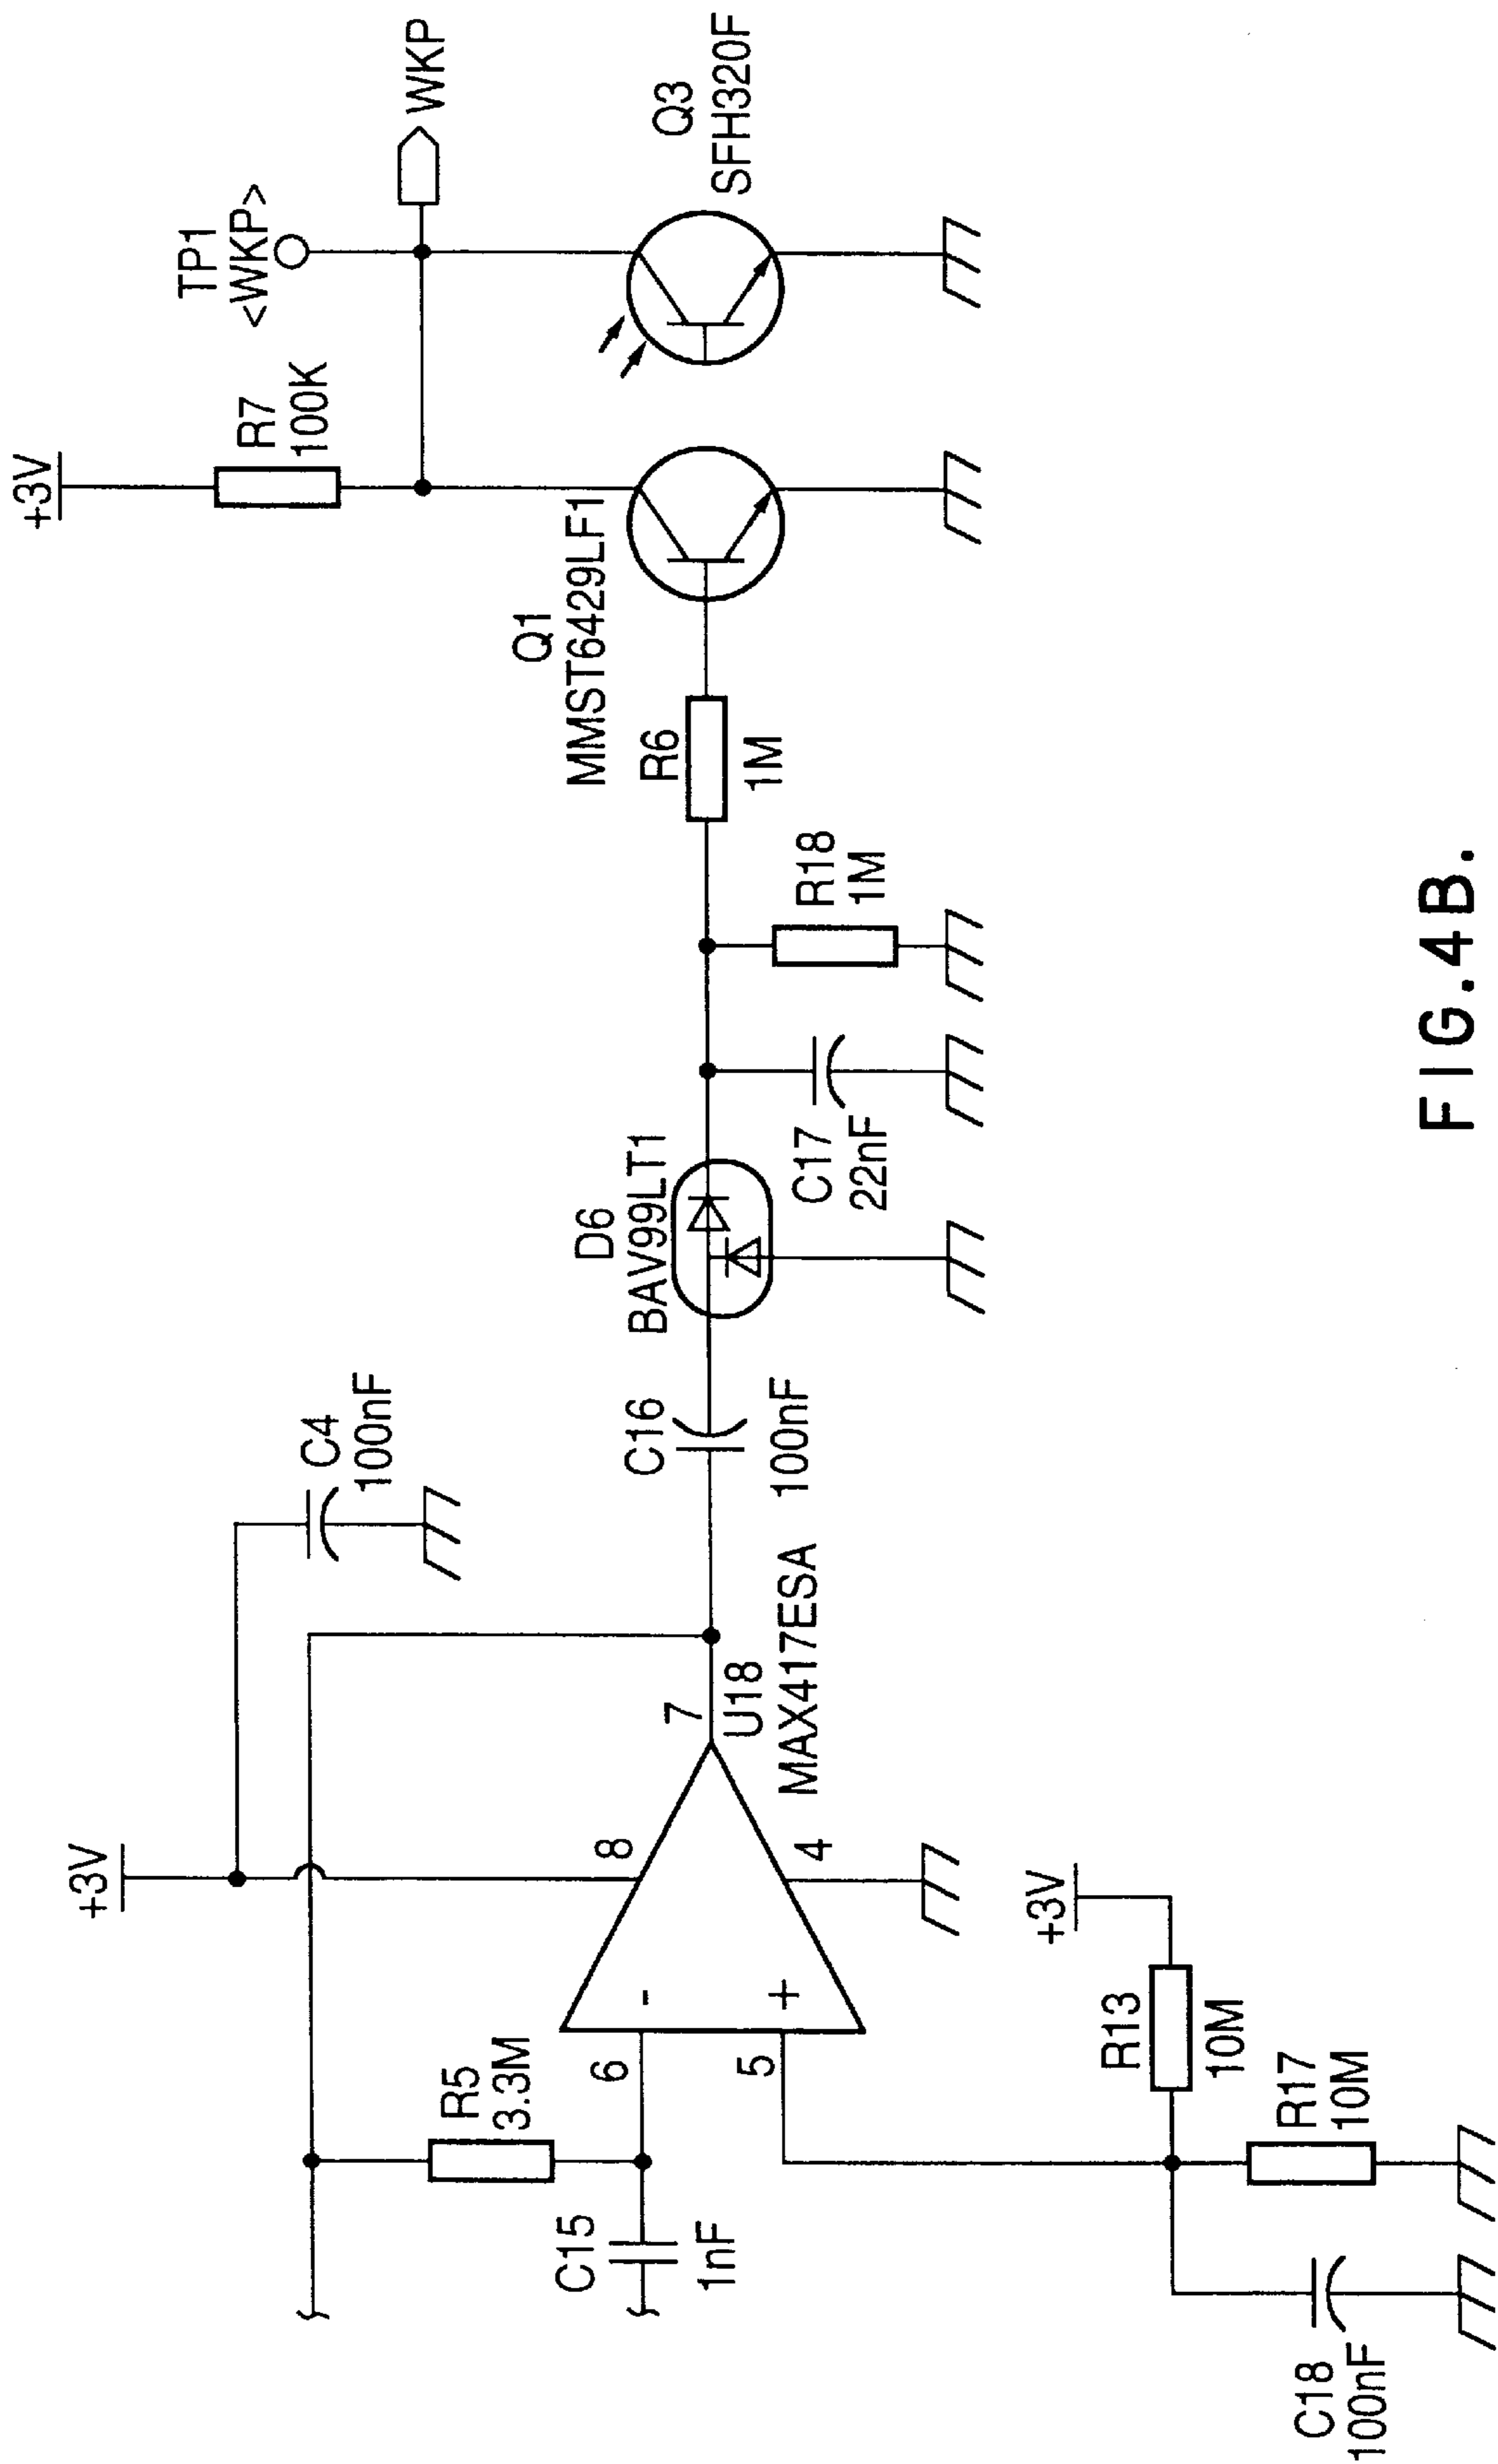 +3V
C4
100nF
R5
3.3M
C15
1nF
6
5
-
+
8
4
7
U18
MAX417ESA
+3V
R13
10M
R17
10M
C18
100nF
C16
100nF
D6
BAV99LT1
C17
22nF
R18
1M
R6
1M
Q1
MMST6429LF1
+3V
R7
100K
TP1
<WKP>
WKP
Q3
SFH320F
FIG.4B.